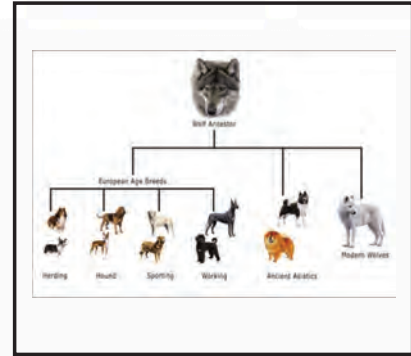 Wolf Ancestor
European Age Breeds
Herding
Hound
Sporting
Working
Ancient Asiatics
Modern Wolves